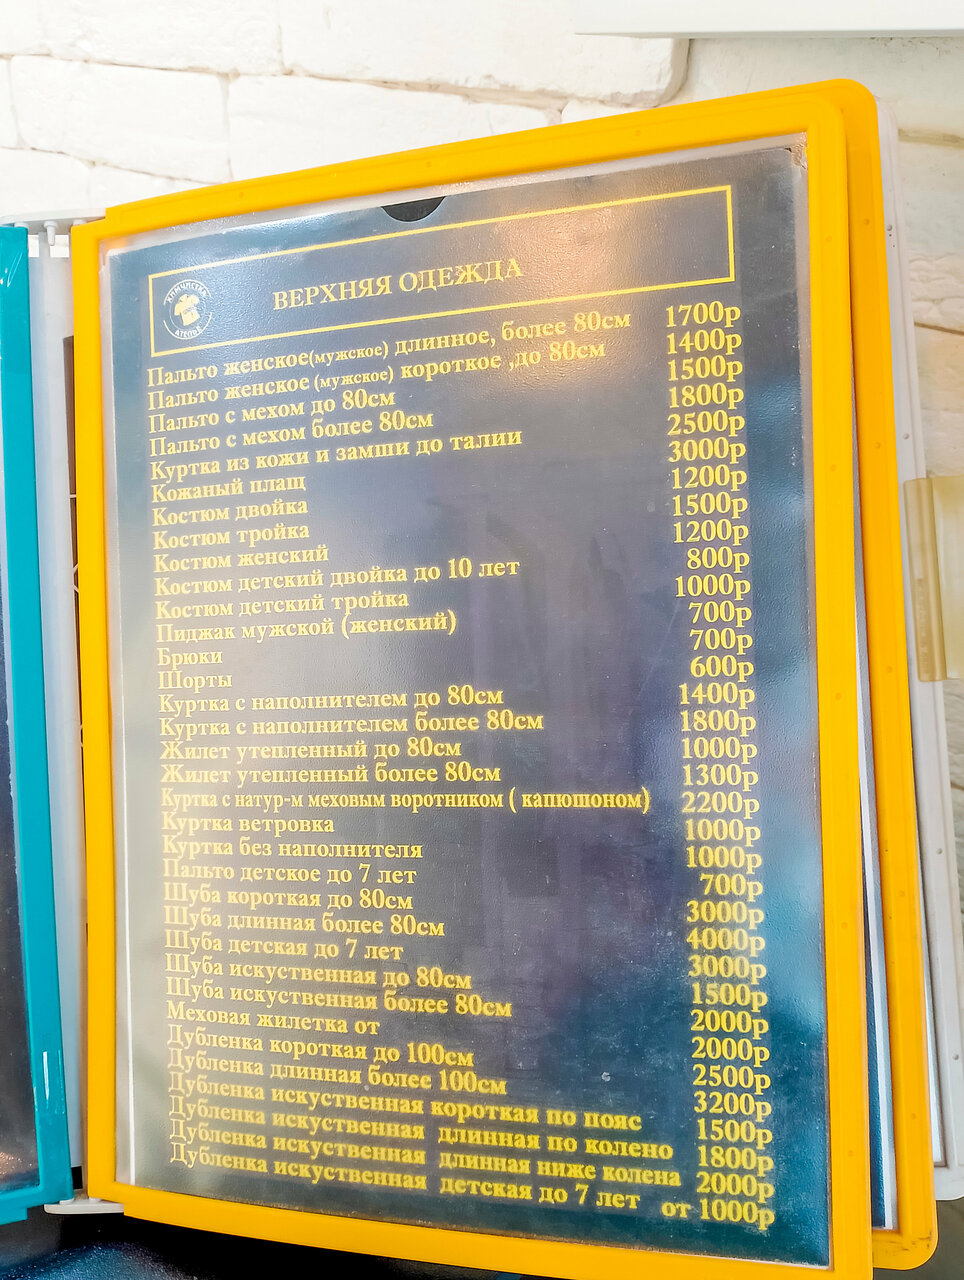 ХИМЧИСТКА
АТЕЛЬЕ
ВЕРХНЯЯ ОДЕЖДА
Пальто женское(мужское) длинное, более 80см 1700р
Пальто женское (мужское) короткое ,до 80см 1400р
Пальто с мехом до 80см 1500р
Пальто с мехом более 80см 1800р
Куртка из кожи и замши до талии 2500р
Кожаный плащ 3000р
Костюм двойка 1200р
Костюм тройка 1500р
Костюм женский 1200р
Костюм детский двойка до 10 лет 800р
Костюм детский тройка 1000р
Пиджак мужской (женский) 700р
Брюки 700р
Шорты 600р
Куртка с наполнителем до 80см 1400р
Куртка с наполнителем более 80см 1800р
Жилет утепленный до 80см 1000р
Жилет утепленный более 80см 1300р
Куртка с натур-м меховым воротником ( капюшоном) 2200р
Куртка ветровка 1000р
Куртка без наполнителя 1000р
Пальто детское до 7 лет 700р
Шуба короткая до 80см 3000р
Шуба длинная более 80см 4000р
Шуба детская до 7 лет 3000р
Шуба искуственная до 80см 1500р
Шуба искуственная более 80см 2000р
Меховая жилетка от 2000р
Дубленка короткая до 100см 2500р
Дубленка длинная более 100см 3200р
Дубленка искуственная короткая по пояс 1500р
Дубленка искуственная длинная по колено 1800р
Дубленка искуственная длинная ниже колена 2000р
Дубленка искуственная детская до 7 лет от 1000р